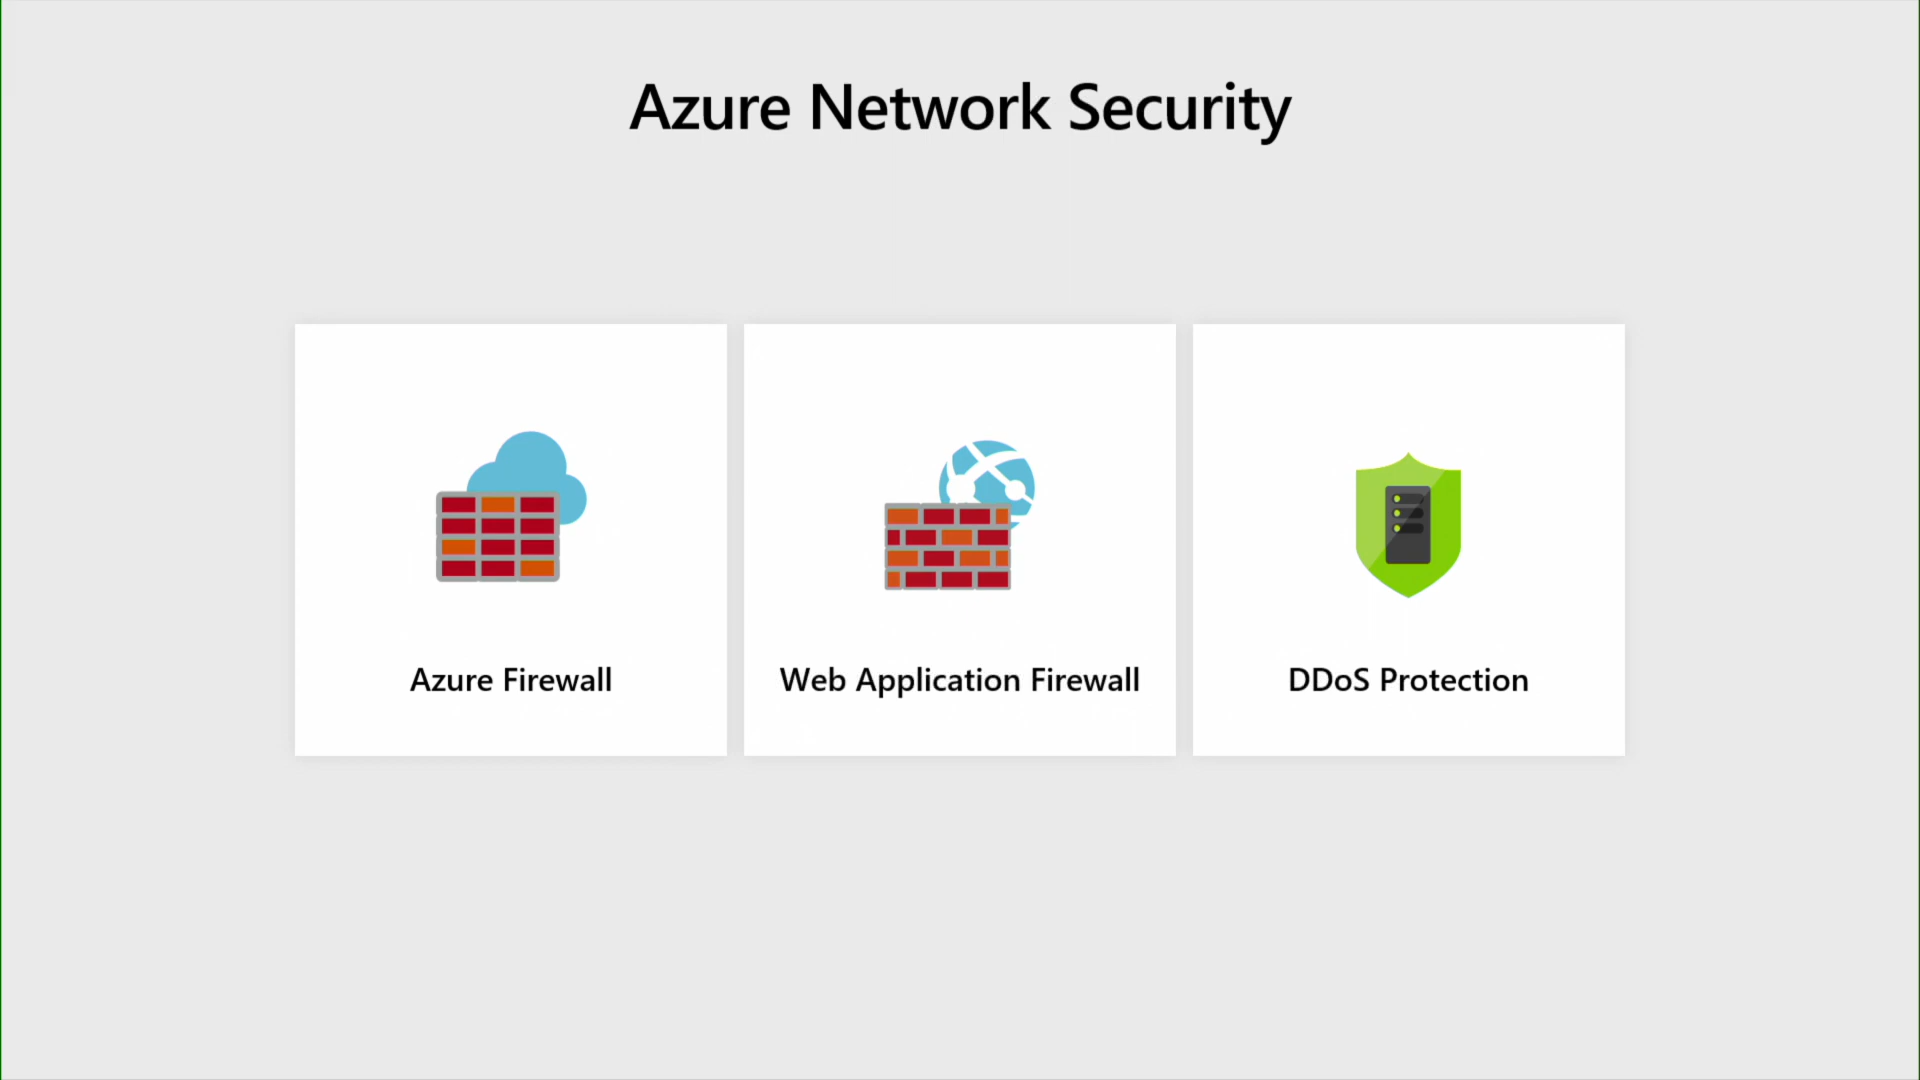 Azure Network Security
Azure Firewall
Web Application Firewall
DDoS Protection